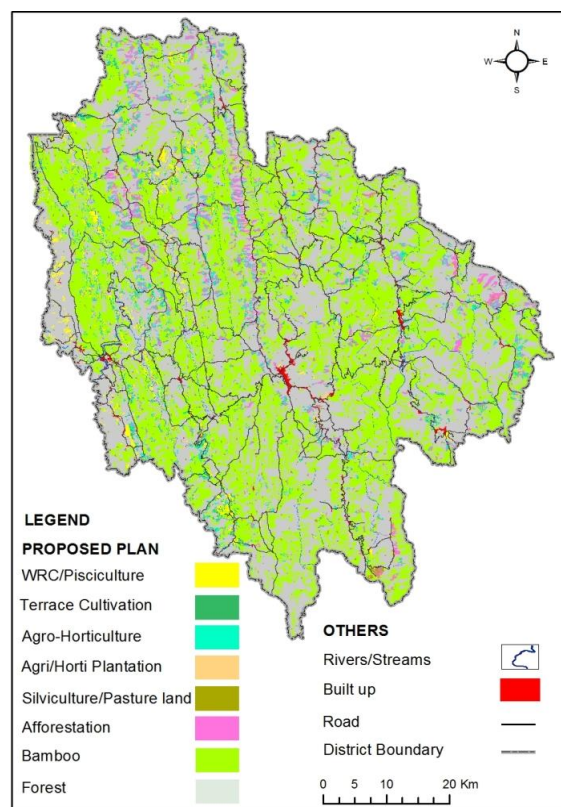 N
W E
S
LEGEND
PROPOSED PLAN
WRC/Pisciculture
Terrace Cultivation
Agro-Horticulture
Agri/Horti Plantation
Silviculture/Pasture land
Afforestation
Bamboo
Forest
OTHERS
Rivers/Streams
Built up
Road
District Boundary
0 5 10 20 Km